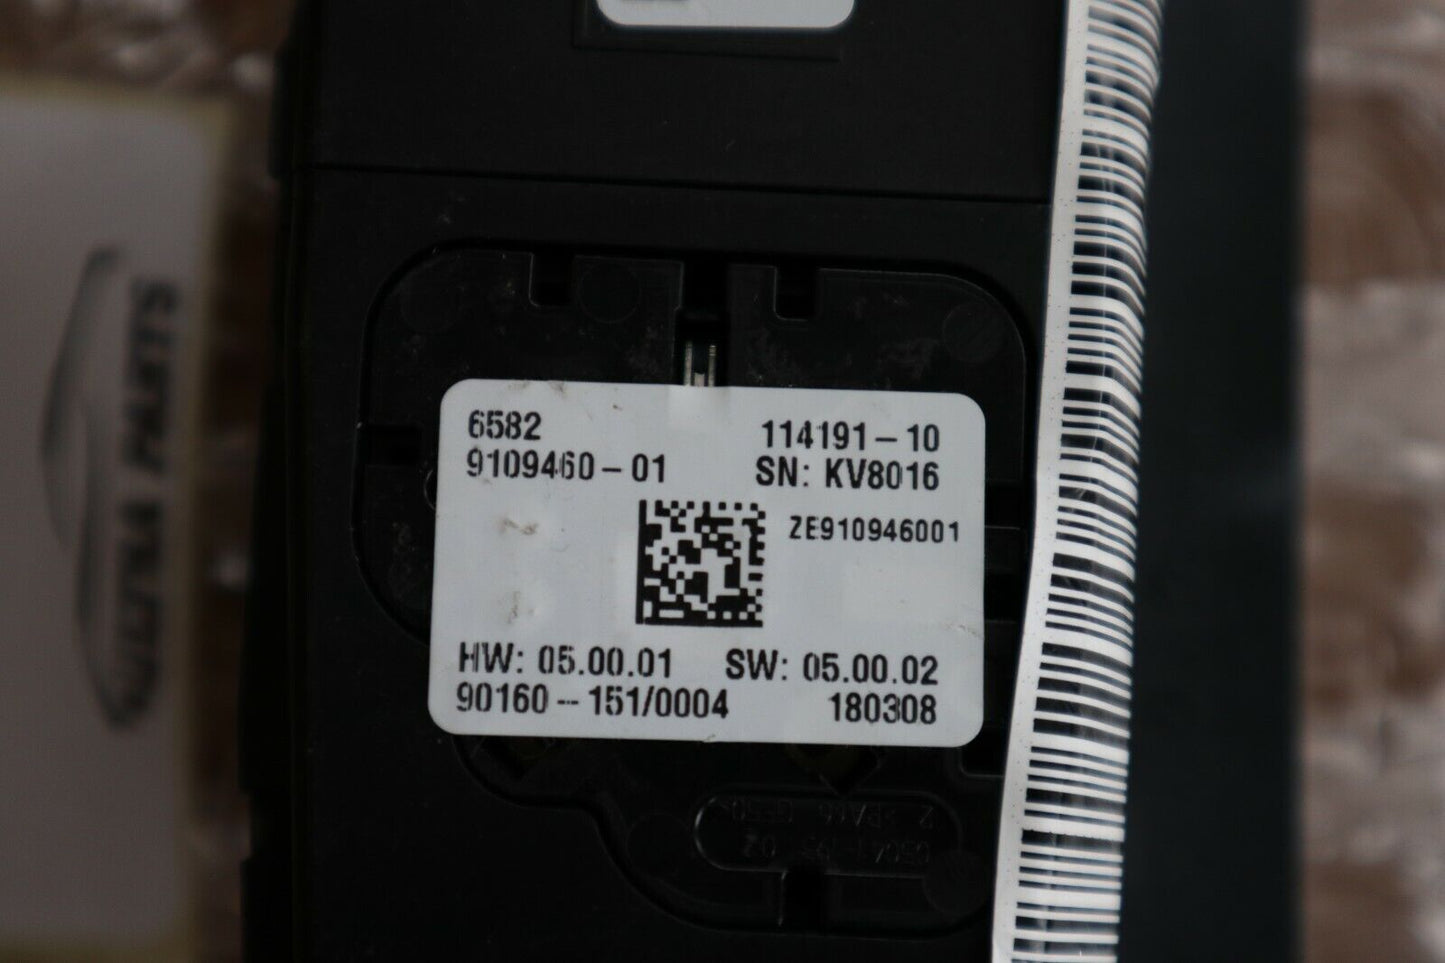 6582 114191-10
9109460-01 SN: KV8016
ZE910946001
HW: 05.00.01 SW: 05.00.02
90160-151/0004 180308
PARTS